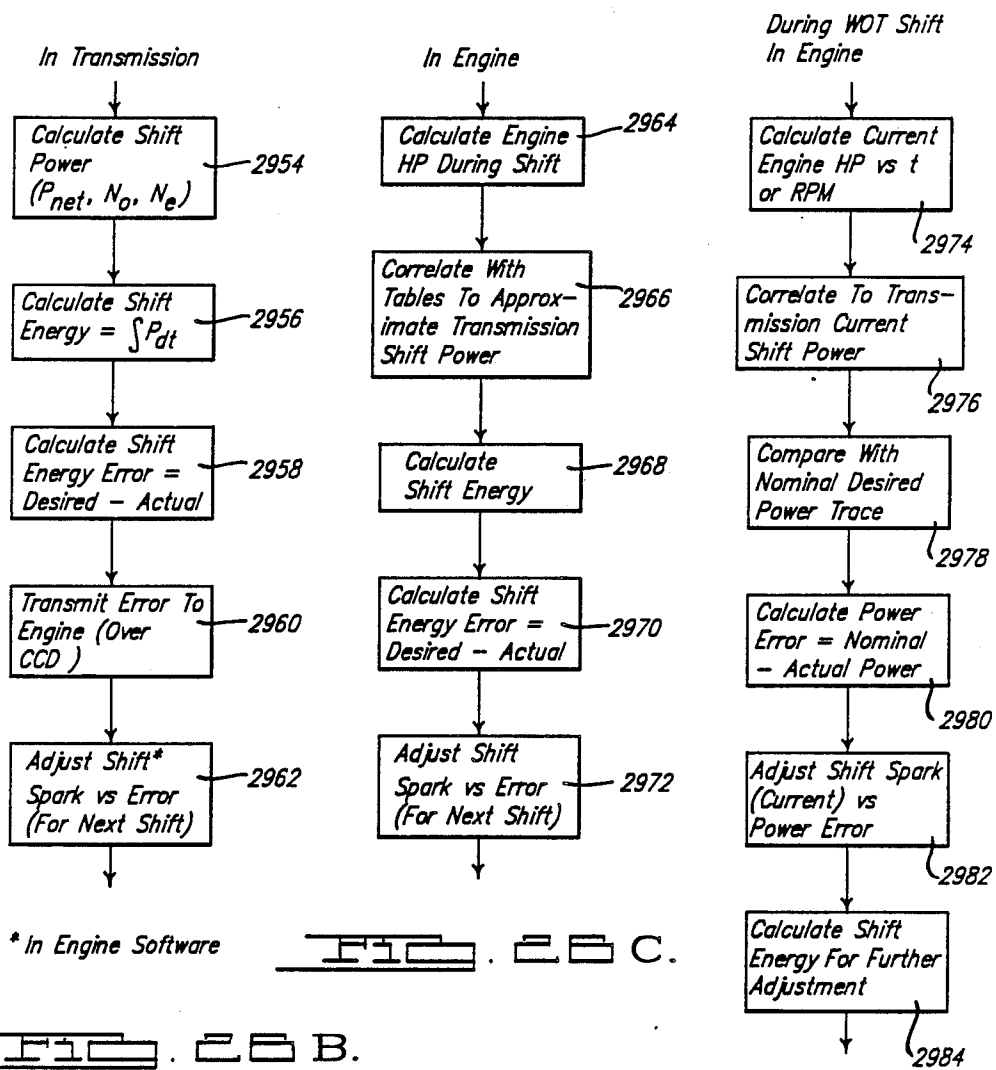 In Transmission
Calculate Shift
Power
(Pnet, No, Ne)
2954
Calculate Shift
Energy = ∫Pdt
2956
Calculate Shift
Energy Error =
Desired - Actual
2958
Transmit Error To
Engine (Over
CCD )
2960
Adjust Shift*
Spark vs Error
(For Next Shift)
2962
* In Engine Software
In Engine
Calculate Engine
HP During Shift
2964
Correlate With
Tables To Approx-
imate Transmission
Shift Power
2966
Calculate
Shift Energy
2968
Calculate Shift
Energy Error =
Desired - Actual
2970
Adjust Shift
Spark vs Error
(For Next Shift)
2972
During WOT Shift
In Engine
Calculate Current
Engine HP vs t
or RPM
2974
Correlate To Trans-
mission Current
Shift Power
2976
Compare With
Nominal Desired
Power Trace
2978
Calculate Power
Error = Nominal
- Actual Power
2980
Adjust Shift Spark
(Current) vs
Power Error
2982
Calculate Shift
Energy For Further
Adjustment
2984
FIG. 28 C.
FIG. 28 B.